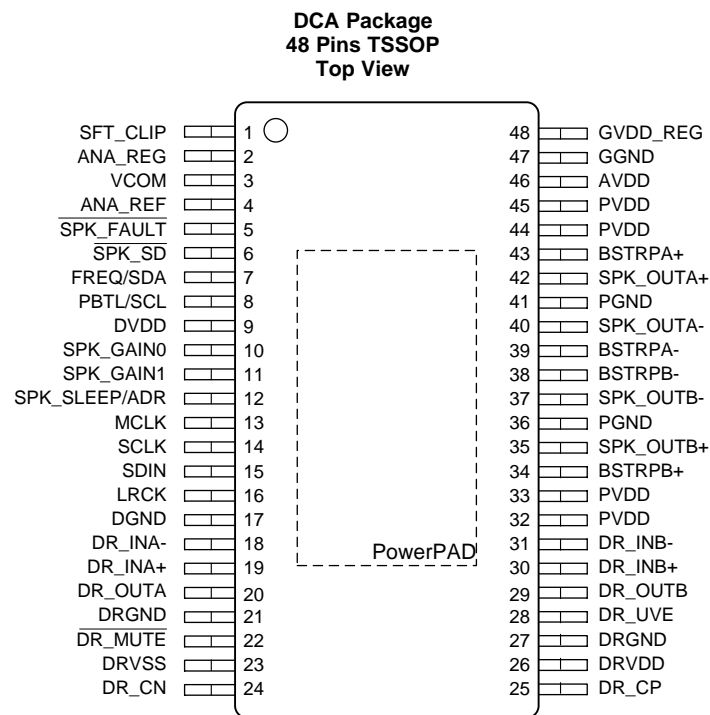 DCA Package
48 Pins TSSOP
Top View
SFT_CLIP 1 48 GVDD_REG
ANA_REG 2 47 GGND
VCOM 3 46 AVDD
ANA_REF 4 45 PVDD
SPK_FAULT 5 44 PVDD
SPK_SD 6 43 BSTRPA+
FREQ/SDA 7 42 SPK_OUTA+
PBTL/SCL 8 41 PGND
DVDD 9 40 SPK_OUTA-
SPK_GAIN0 10 39 BSTRPA-
SPK_GAIN1 11 38 BSTRPB-
SPK_SLEEP/ADR 12 37 SPK_OUTB-
MCLK 13 36 PGND
SCLK 14 35 SPK_OUTB+
SDIN 15 34 BSTRPB+
LRCK 16 33 PVDD
DGND 17 32 PVDD
DR_INA- 18 31 DR_INB-
PowerPAD
DR_INA+ 19 30 DR_INB+
DR_OUTA 20 29 DR_OUTB
DRGND 21 28 DR_UVE
DR_MUTE 22 27 DRGND
DRVSS 23 26 DRVDD
DR_CN 24 25 DR_CP